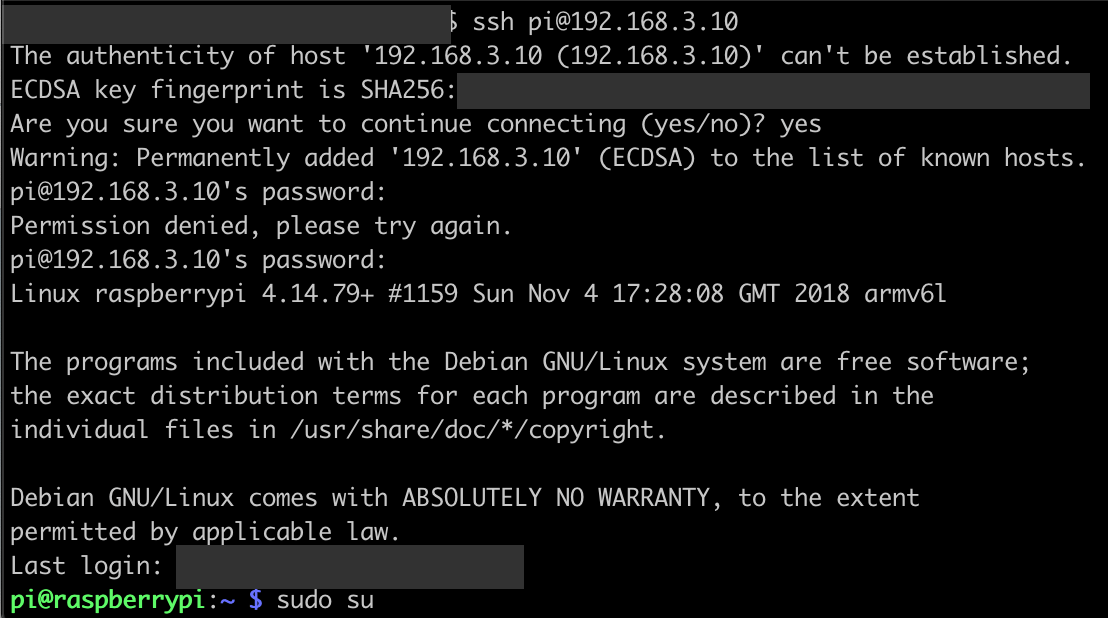 $ ssh pi@192.168.3.10
The authenticity of host '192.168.3.10 (192.168.3.10)' can't be established.
ECDSA key fingerprint is SHA256:
Are you sure you want to continue connecting (yes/no)? yes
Warning: Permanently added '192.168.3.10' (ECDSA) to the list of known hosts.
pi@192.168.3.10's password:
Permission denied, please try again.
pi@192.168.3.10's password:
Linux raspberrypi 4.14.79+ #1159 Sun Nov 4 17:28:08 GMT 2018 armv6l
The programs included with the Debian GNU/Linux system are free software;
the exact distribution terms for each program are described in the
individual files in /usr/share/doc/*/copyright.
Debian GNU/Linux comes with ABSOLUTELY NO WARRANTY, to the extent
permitted by applicable law.
Last login:
pi@raspberrypi:~ $ sudo su